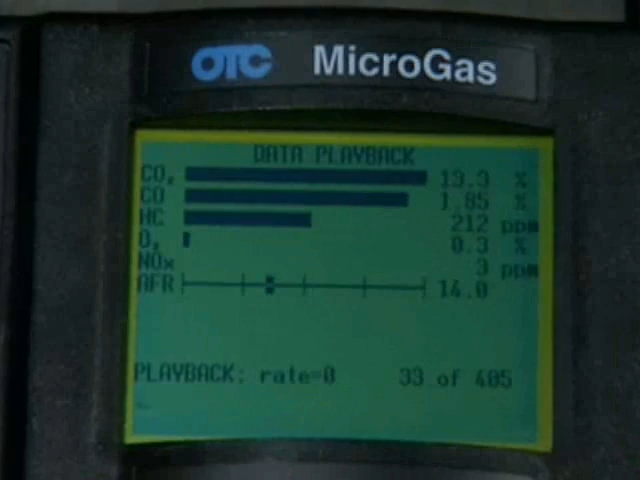 OTC MicroGas
DATA PLAYBACK
CO₂ 13.3 %
CO 1.85 %
HC 212 ppm
O₂ 0.3 %
NOx 3 ppm
AFR 14.0
PLAYBACK: rate=0 33 of 405